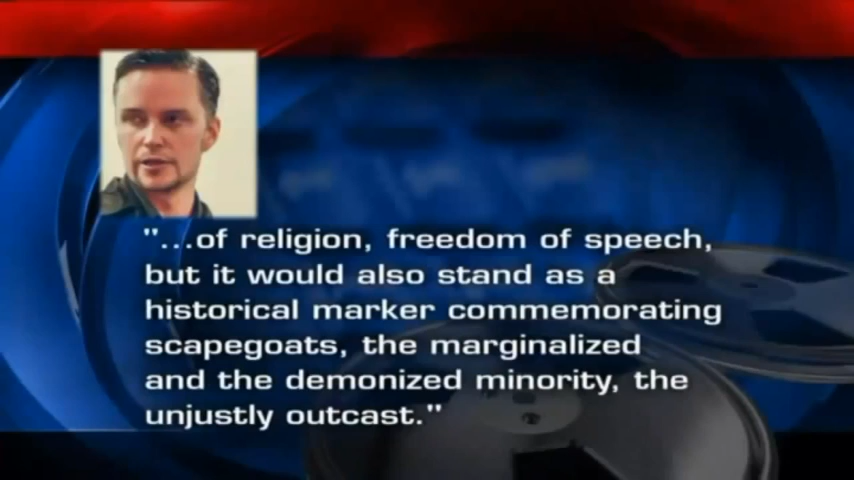 "...of religion, freedom of speech,
but it would also stand as a
historical marker commemorating
scapegoats, the marginalized
and the demonized minority, the
unjustly outcast."